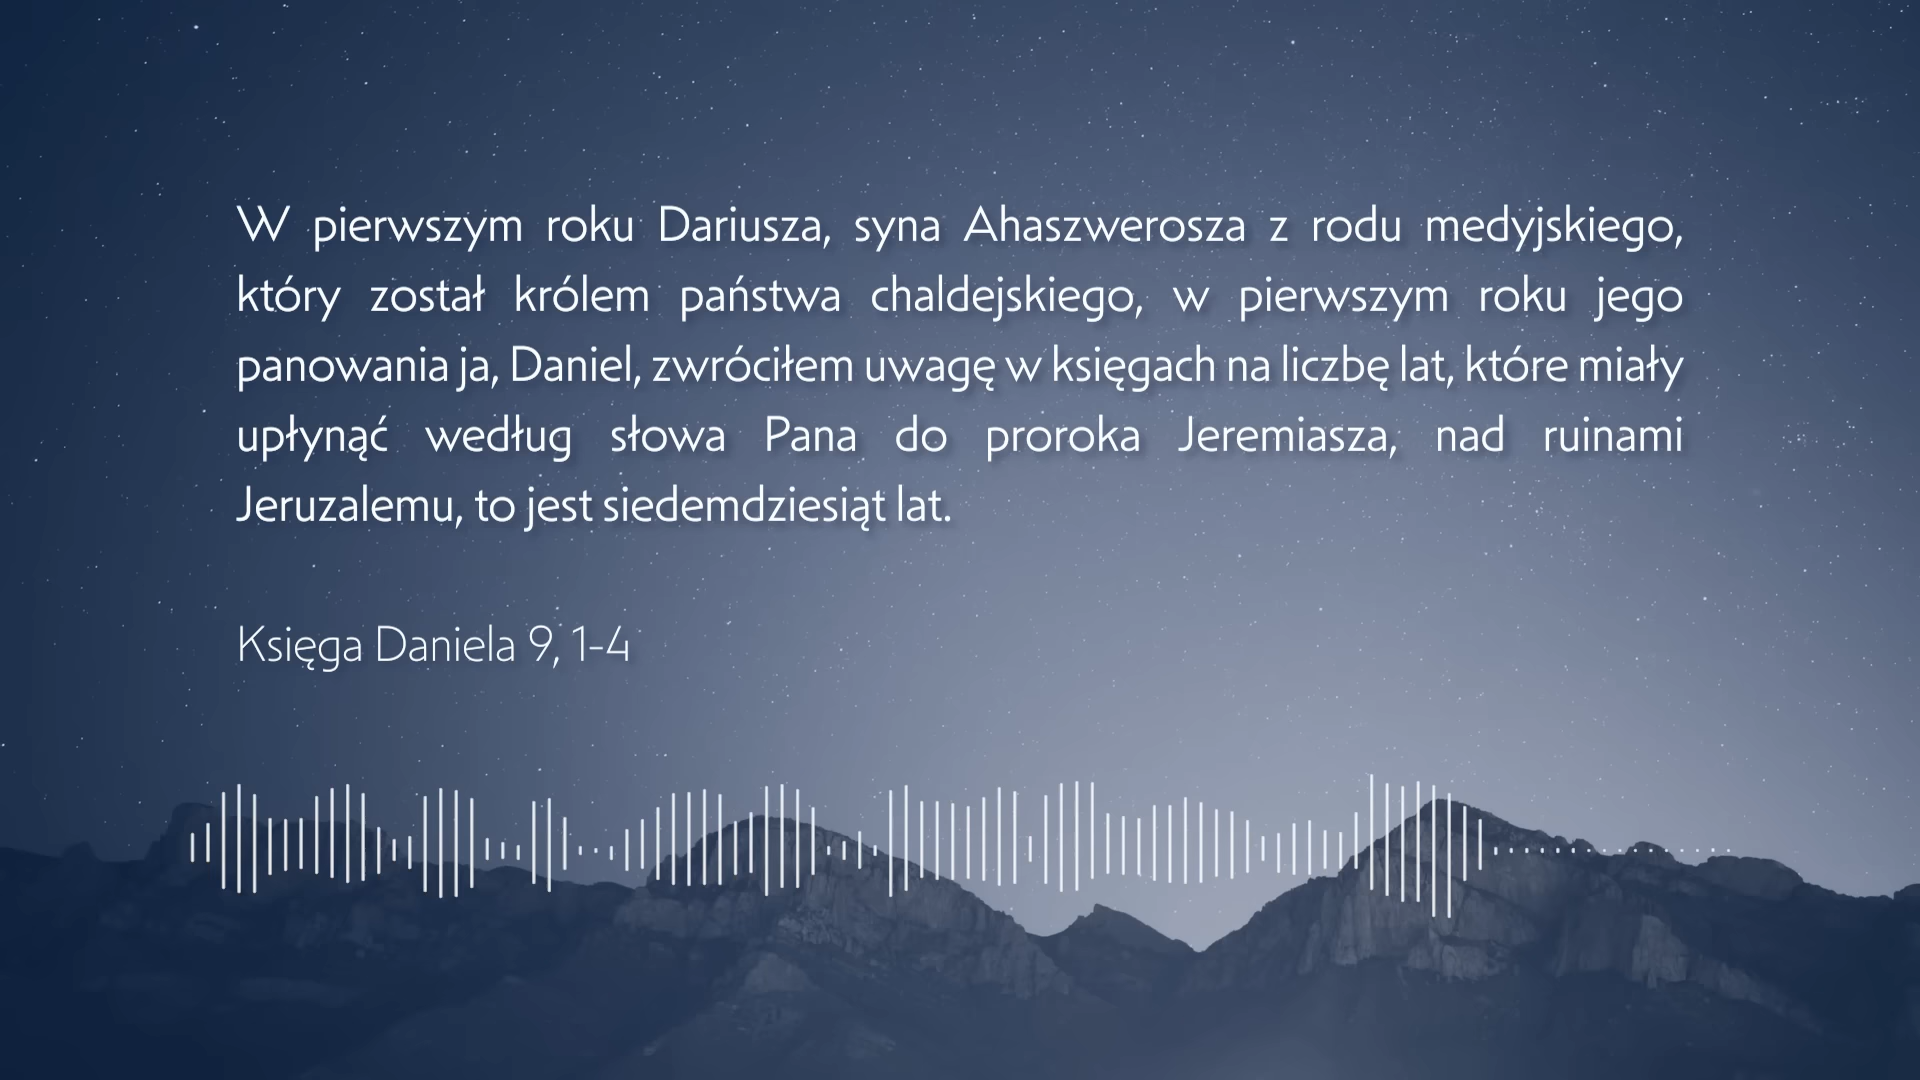 W pierwszym roku Dariusza, syna Ahaszwerosza z rodu medyjskiego,
który został królem państwa chaldejskiego, w pierwszym roku jego
panowania ja, Daniel, zwróciłem uwagę w księgach na liczbę lat, które miały
upłynąć według słowa Pana do proroka Jeremiasza, nad ruinami
Jeruzalemu, to jest siedemdziesiąt lat.
Księga Daniela 9, 1-4